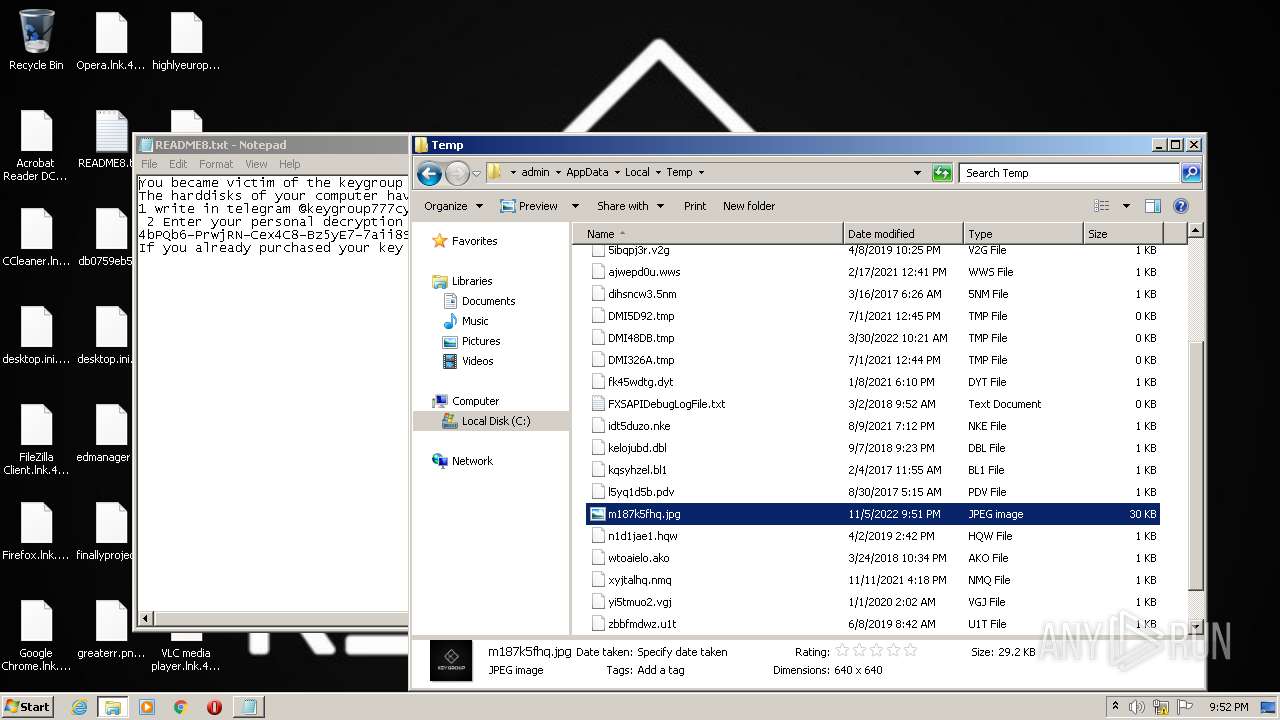 Recycle Bin
Opera.lnk.4...
highlyeurop...
Acrobat
Reader DC...
README8.t
CCleaner.ln...
db0759eb5
desktop.ini....
desktop.ini.
FileZilla
Client.lnk.4...
edmanager
Firefox.lnk....
finallyproje
Google
Chrome.lnk....
greaterr.pn...
VLC media
player.lnk.4...
README8.txt - Notepad
File Edit Format View Help
You became victim of the keygroup
The harddisks of your computer hav
1 write in telegram @keygroup777cy
2 Enter your personal decryption
4bPQb6-PrwjRN-Cex4C8-Bz5yE7-7aii89
If you already purchased your key
Temp
admin AppData Local Temp
Search Temp
Organize Preview Share with Print New folder
Favorites
Libraries
Documents
Music
Pictures
Videos
Computer
Local Disk (C:)
Network
Name Date modified Type Size
5ibqpj3r.v2g 4/8/2019 10:25 PM V2G File 1 KB
ajwepd0u.wws 2/17/2021 12:41 PM WWS File 1 KB
dihsncw3.5nm 3/16/2017 6:26 AM 5NM File 1 KB
DMI5D92.tmp 7/1/2021 12:45 PM TMP File 0 KB
DMI48DB.tmp 3/30/2022 10:21 AM TMP File 0 KB
DMI326A.tmp 7/1/2021 12:44 PM TMP File 0 KB
fk45wdtg.dyt 1/8/2021 6:10 PM DYT File 1 KB
FXSAPIDebugLogFile.txt 3/2/2018 9:52 AM Text Document 0 KB
idt5duzo.nke 8/9/2021 7:12 PM NKE File 1 KB
kelojubd.dbl 9/7/2018 9:23 PM DBL File 1 KB
kqsyhzel.bl1 2/4/2017 11:55 AM BL1 File 1 KB
l5yq1d5b.pdv 8/30/2017 5:15 AM PDV File 1 KB
m187k5fhq.jpg 11/5/2022 9:51 PM JPEG image 30 KB
n1d1jae1.hqw 4/2/2019 2:42 PM HQW File 1 KB
wtoaielo.ako 3/24/2018 10:34 PM AKO File 1 KB
xyjtalhq.nmq 11/11/2021 4:18 PM NMQ File 1 KB
yi5tmuo2.vgj 1/1/2020 2:02 AM VGJ File 1 KB
zbbfmdwz.u1t 6/8/2019 8:42 AM U1T File 1 KB
KEY GROUP
m187k5fhq.jpg Date taken: Specify date taken Rating: Size: 29.2 KB
JPEG image Tags: Add a tag Dimensions: 640 x 640
ANY RUN
Start
9:52 PM